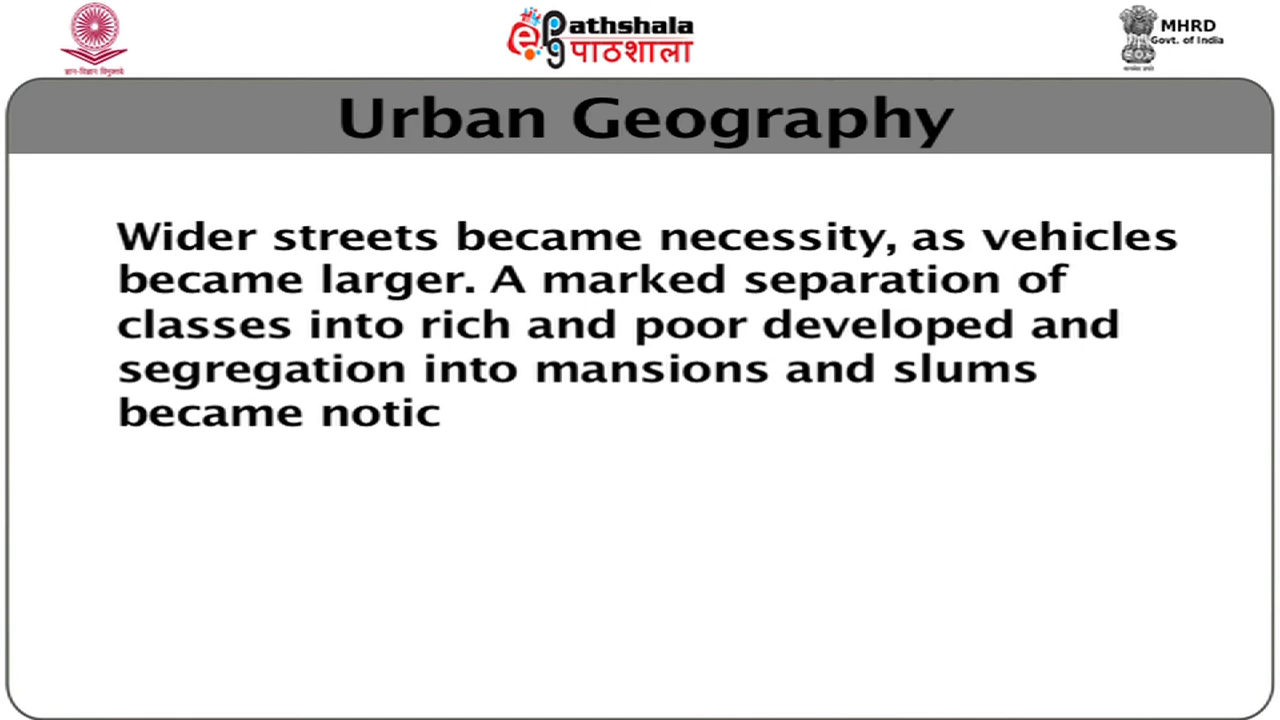 Pathshala
पाठशाला
MHRD
Govt. of India
Urban Geography
Wider streets became necessity, as vehicles
became larger. A marked separation of
classes into rich and poor developed and
segregation into mansions and slums
became notic